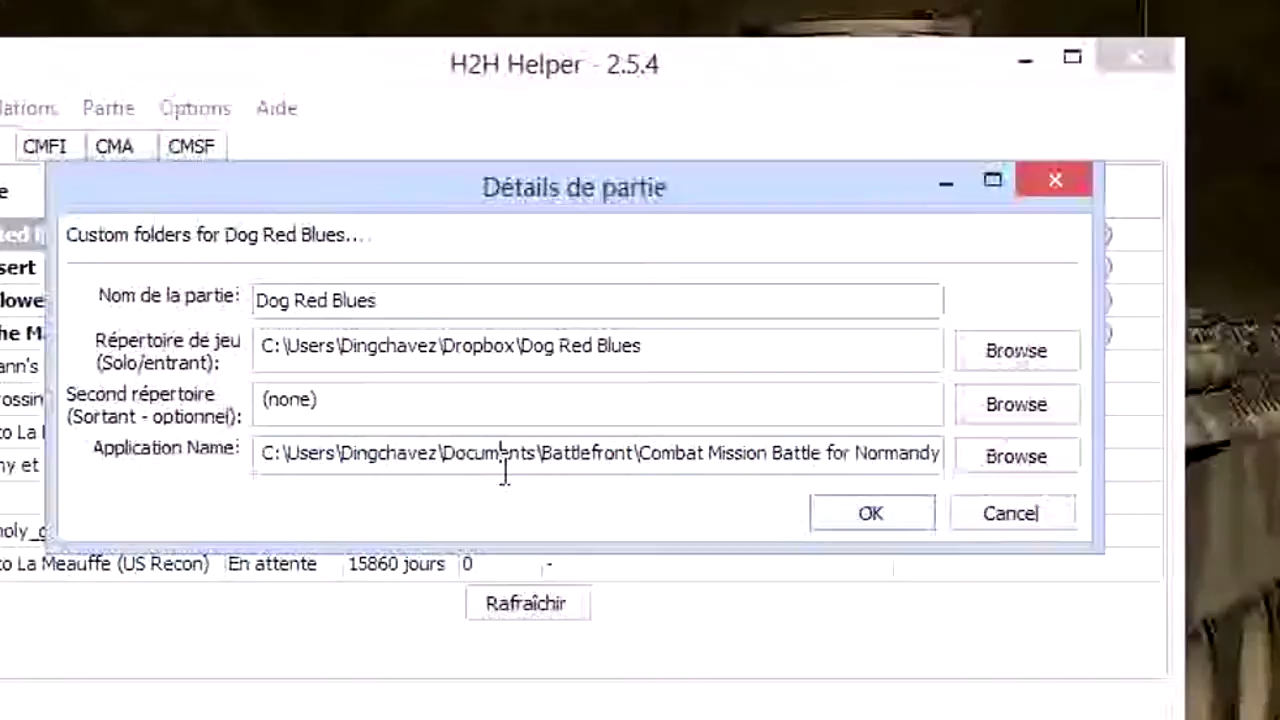 H2H Helper - 2.5.4
Partie Options Aide
CMFI CMA CMSF
Détails de partie
Custom folders for Dog Red Blues....
Nom de la partie: Dog Red Blues
Répertoire de jeu
(Solo/entrant): C:\Users\Dingchavez\Dropbox\Dog Red Blues Browse
Second répertoire
(Sortant - optionnel): (none) Browse
Application Name: C:\Users\Dingchavez\Documents\Battlefront\Combat Mission Battle for Normandy Browse
OK Cancel
to La Meauffe (US Recon) En attente 15860 jours 0 -
Rafraîchir